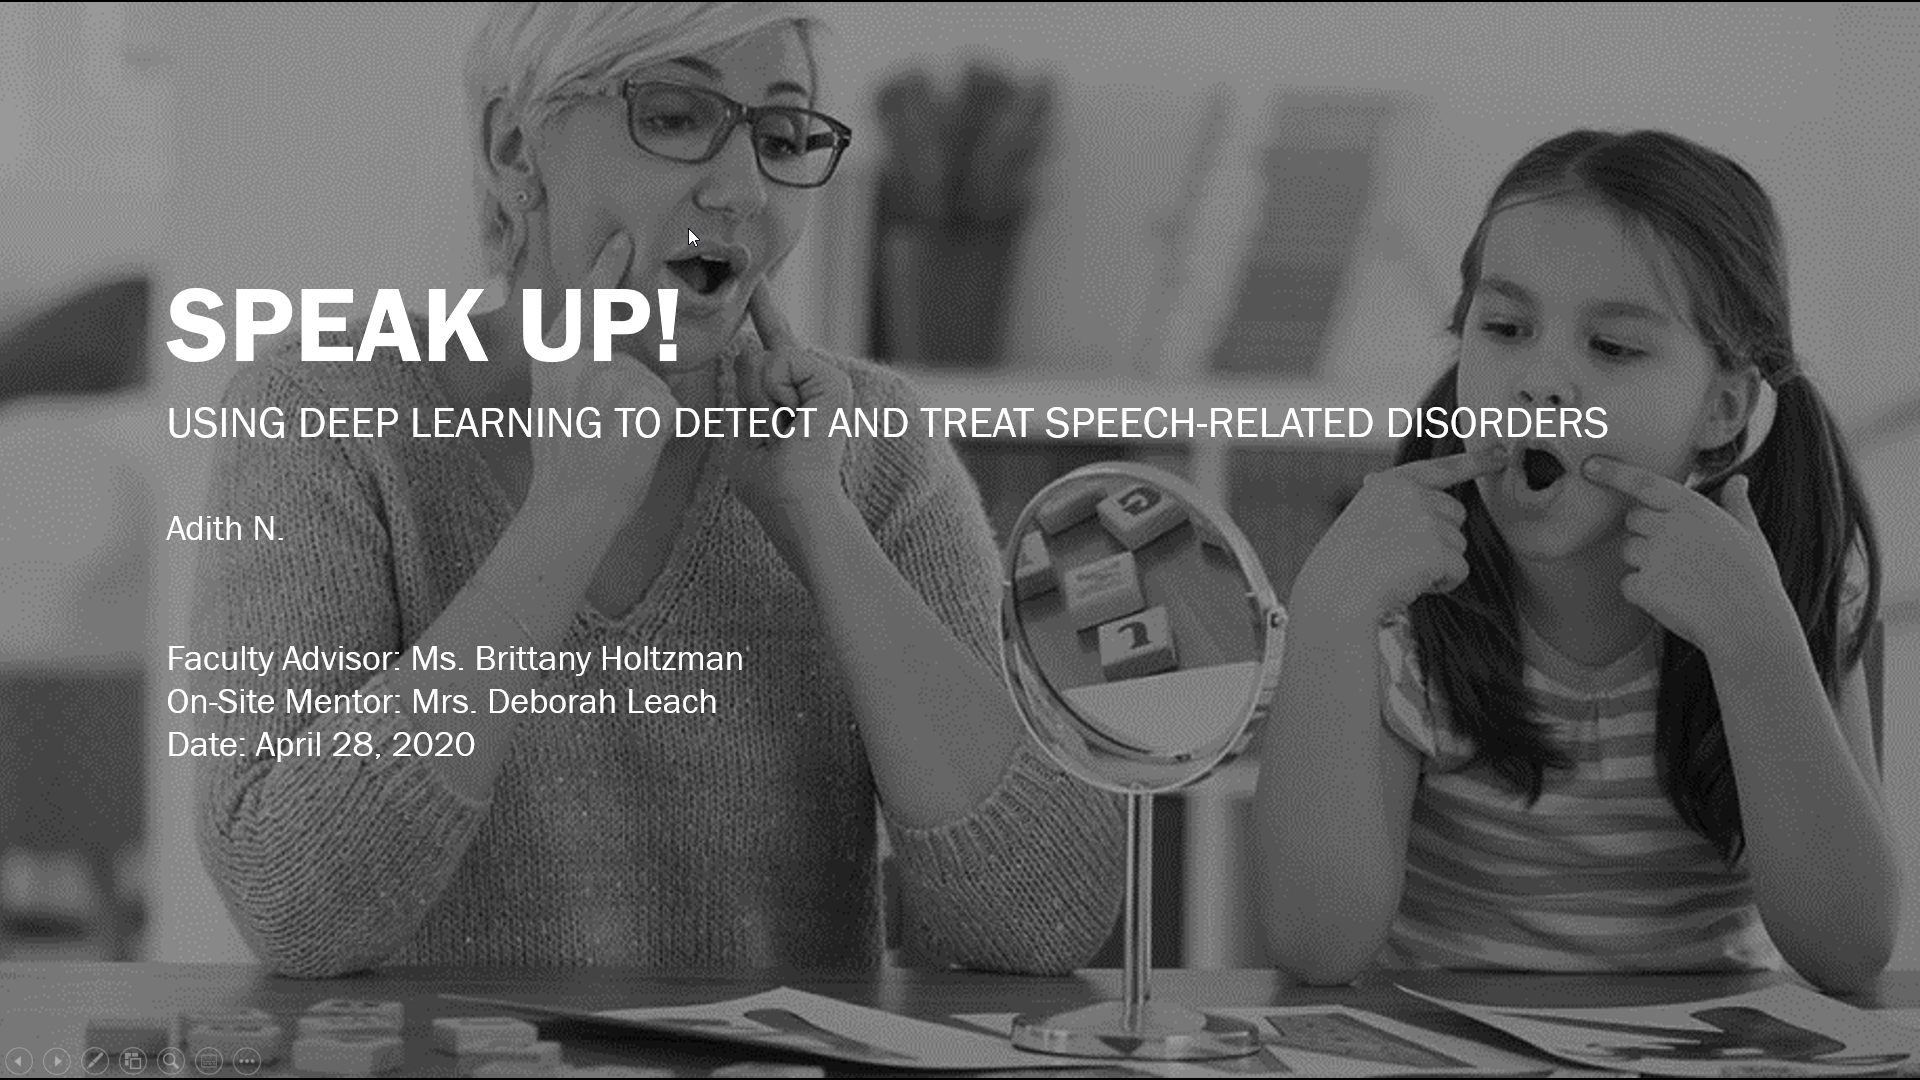 SPEAK UP!
USING DEEP LEARNING TO DETECT AND TREAT SPEECH-RELATED DISORDERS
Adith N.
Faculty Advisor: Ms. Brittany Holtzman
On-Site Mentor: Mrs. Deborah Leach
Date: April 28, 2020